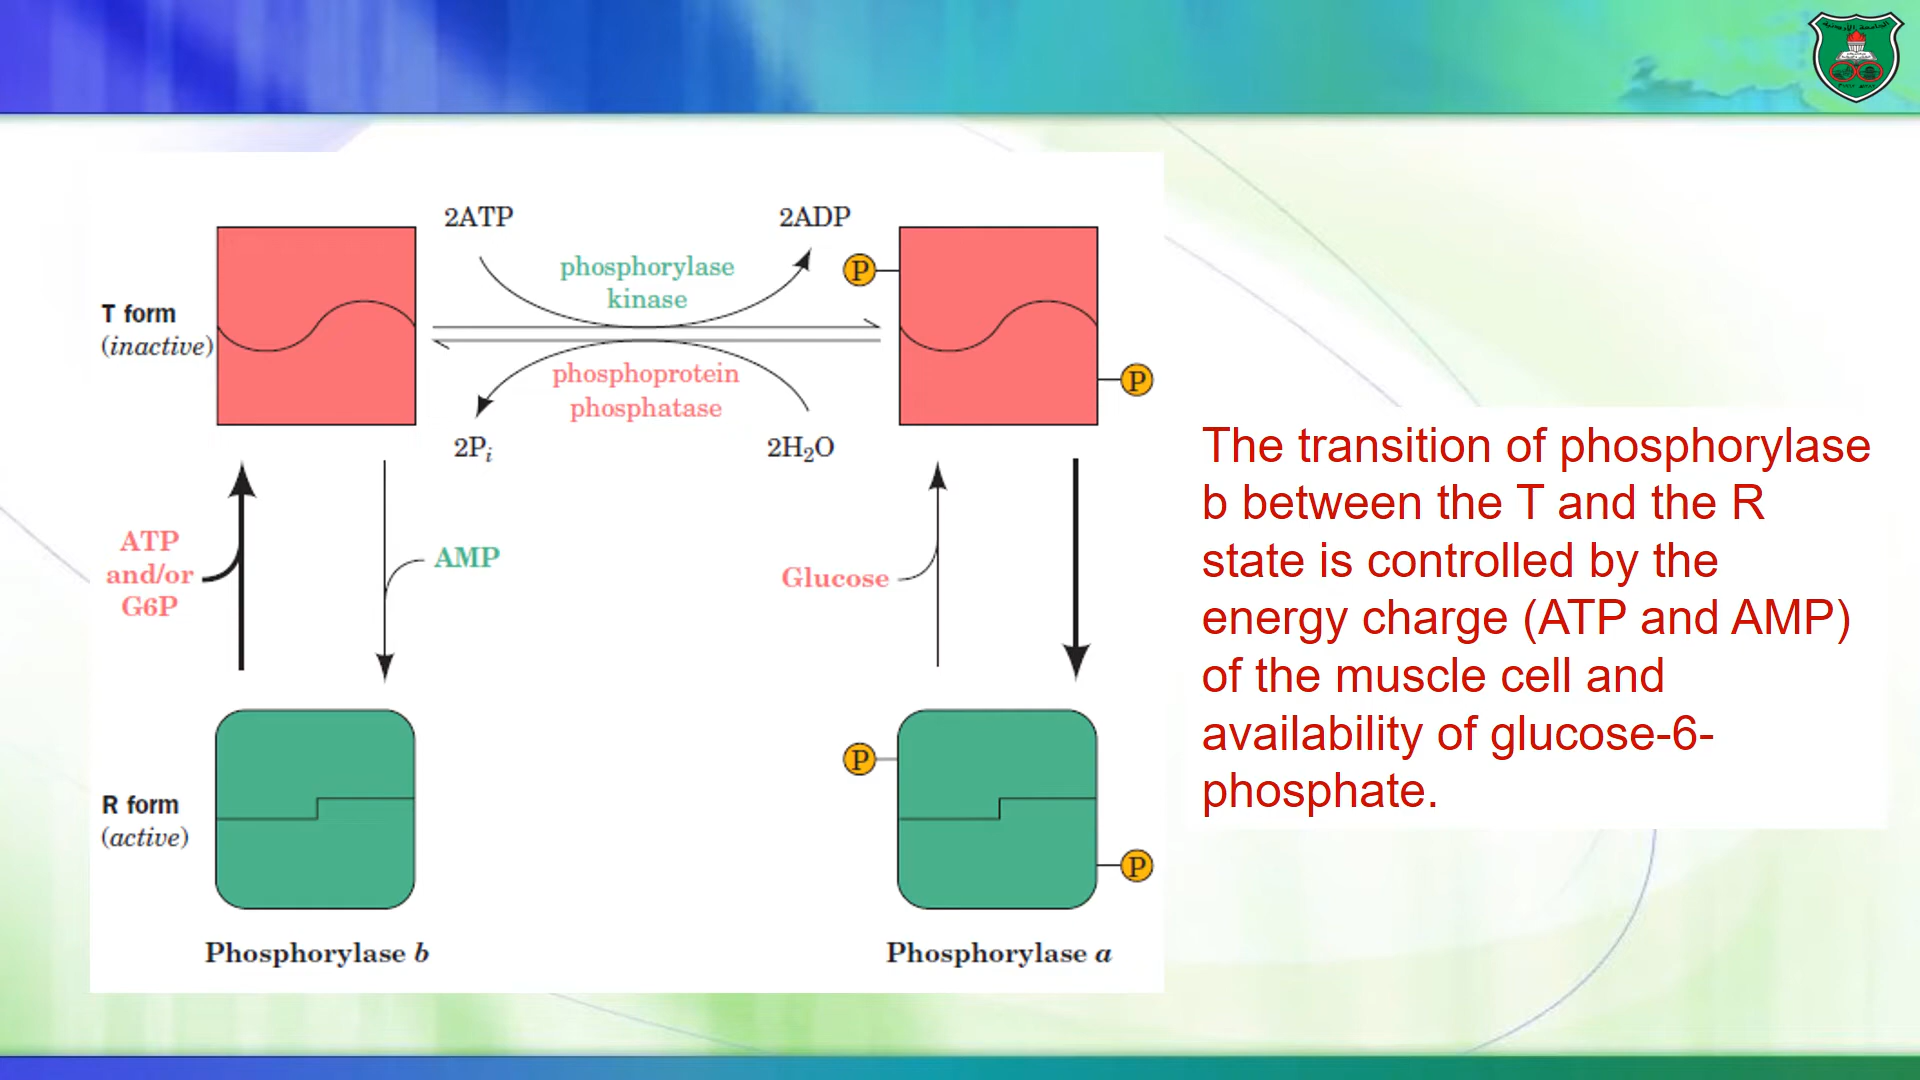 2ATP
2ADP
phosphorylase
kinase
P
T form
(inactive)
phosphoprotein
phosphatase
P
2Pi
2H₂O
ATP
and/or
G6P
AMP
Glucose
P
R form
(active)
P
Phosphorylase b
Phosphorylase a
The transition of phosphorylase
b between the T and the R
state is controlled by the
energy charge (ATP and AMP)
of the muscle cell and
availability of glucose-6-
phosphate.